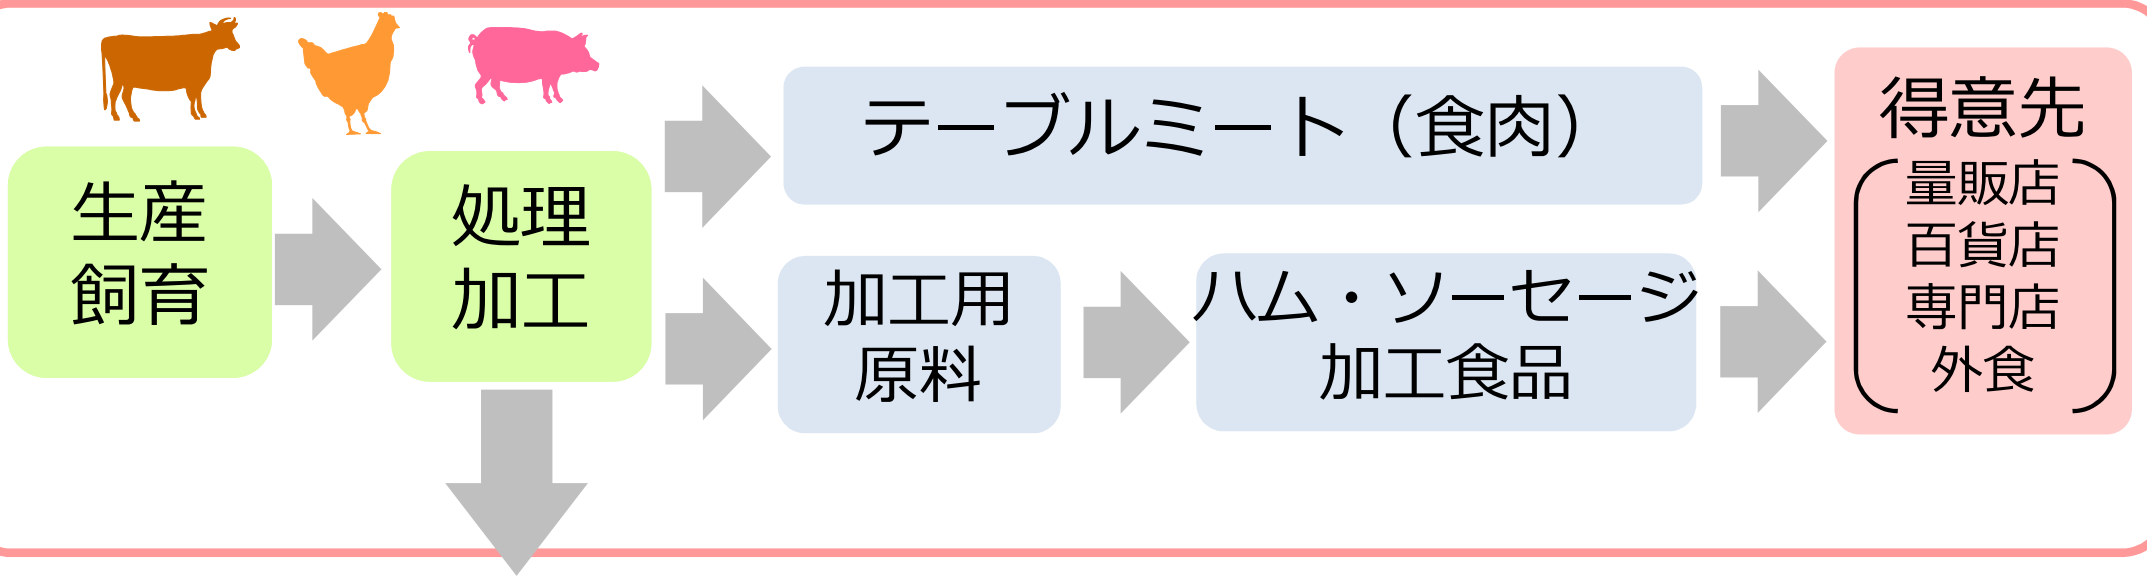 生産
飼育
処理
加工
テーブルミート（食肉）
加工用
原料
ハム・ソーセージ
加工食品
得意先
量販店
百貨店
専門店
外食